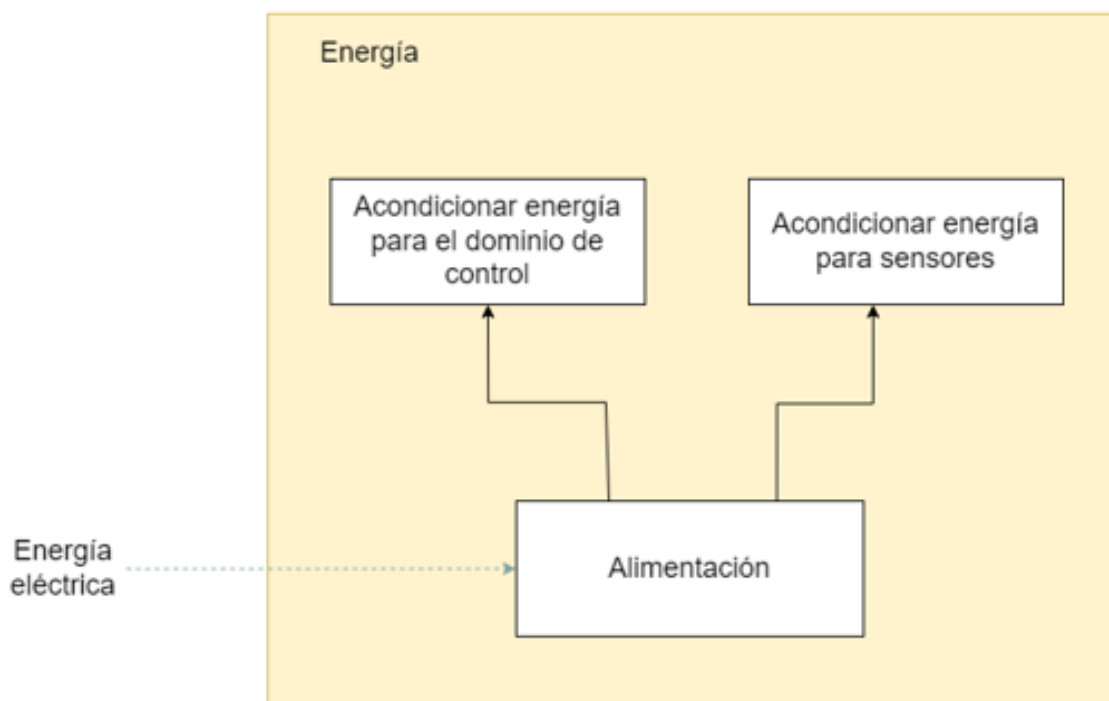 Energía
Acondicionar energía
para el dominio de
control
Acondicionar energía
para sensores
Energía
eléctrica
Alimentación